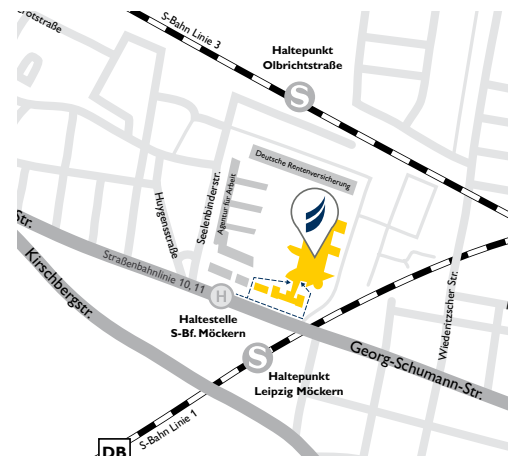 S-Bahn Linie 3
Haltepunkt
Olbrichtstraße
S
Deutsche Rentenversicherung
Agentur für Arbeit
Seelenbinderstr.
Huygensstraße
Str.
Straßenbahnlinie 10, 11
Kirschbergstr.
H
Haltestelle
S-Bf. Möckern
S
Haltepunkt
Leipzig Möckern
Georg-Schumann-Str.
Wiederitzscher Str.
S-Bahn Linie 1
DB